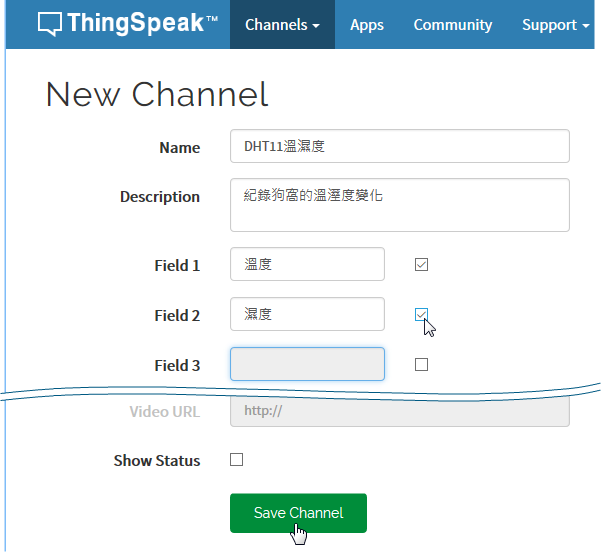 ThingSpeak™ Channels Apps Community Support
New Channel
Name DHT11溫濕度
Description 紀錄狗窩的溫溼度變化
Field 1 溫度
Field 2 濕度
Field 3
Video URL http://
Show Status
Save Channel